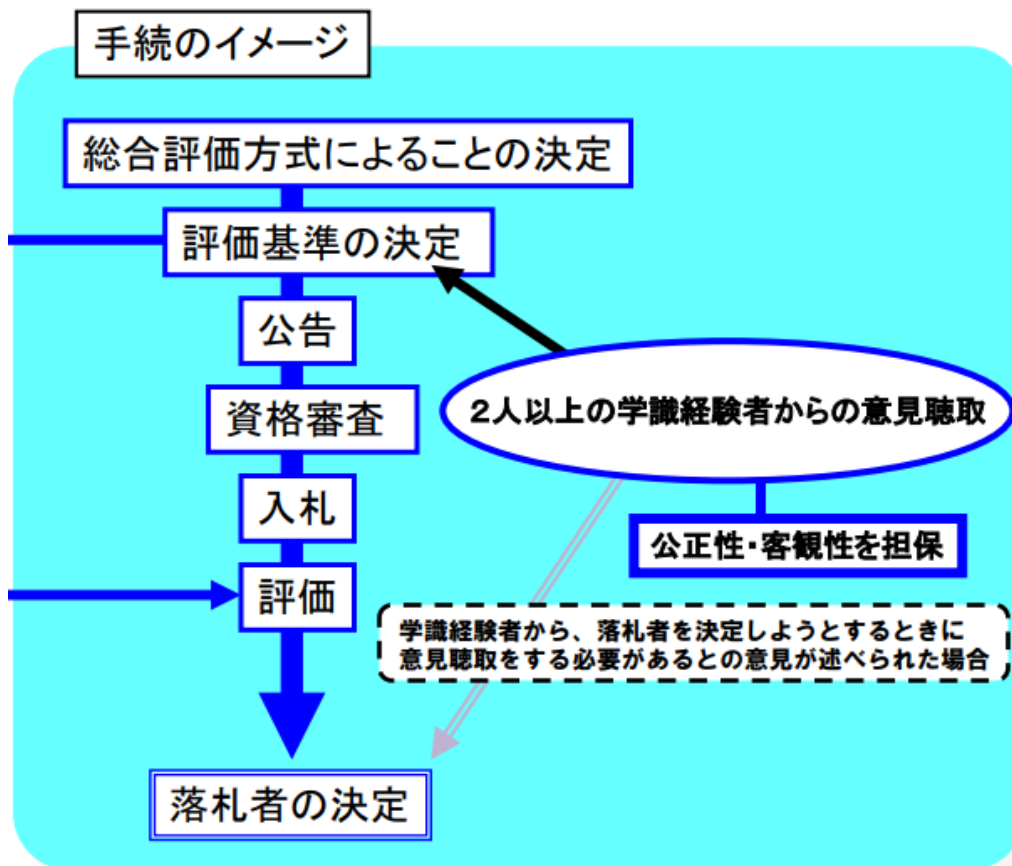 手続のイメージ
総合評価方式によることの決定
評価基準の決定
公告
資格審査
2人以上の学識経験者からの意見聴取
入札
公正性・客観性を担保
評価
学識経験者から、落札者を決定しようとするときに
意見聴取をする必要があるとの意見が述べられた場合
落札者の決定